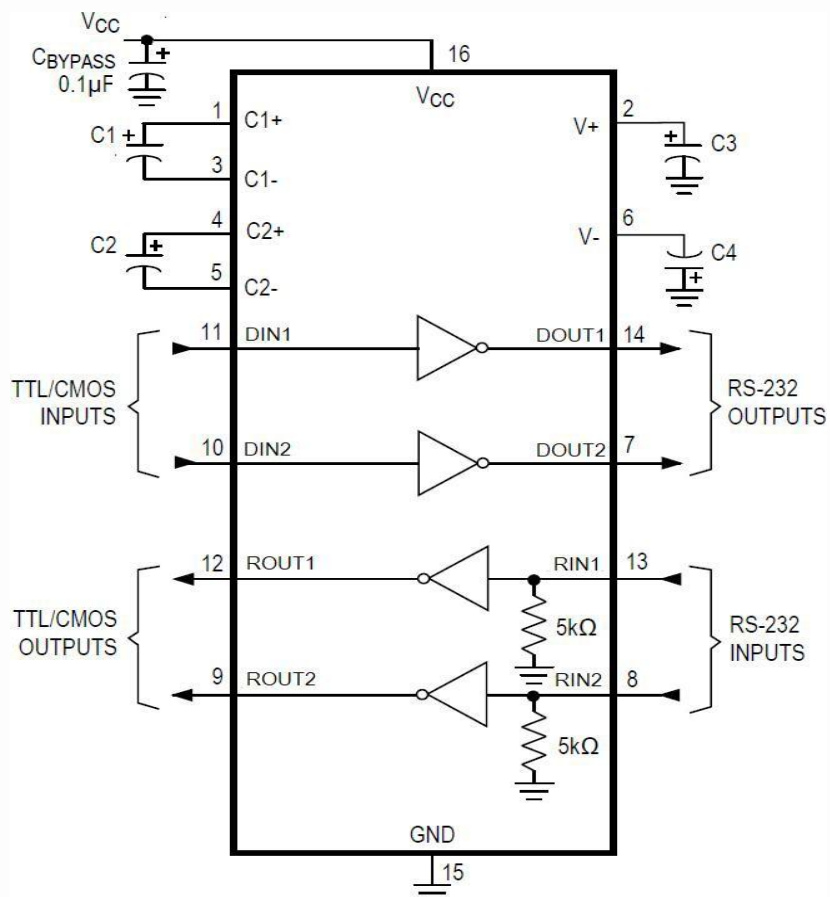 VCC
CBYPASS
0.1µF
+
16
VCC
1
C1+
C1
+
3
C1-
4
C2+
C2
+
5
C2-
2
V+
+
C3
6
V-
C4
+
11
DIN1
DOUT1
14
TTL/CMOS
INPUTS
RS-232
OUTPUTS
10
DIN2
DOUT2
7
12
ROUT1
RIN1
13
5kΩ
TTL/CMOS
OUTPUTS
RS-232
INPUTS
9
ROUT2
RIN2
8
5kΩ
GND
15